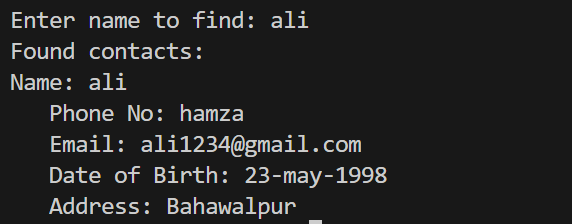 Enter name to find: ali
Found contacts:
Name: ali
   Phone No: hamza
   Email: ali1234@gmail.com
   Date of Birth: 23-may-1998
   Address: Bahawalpur